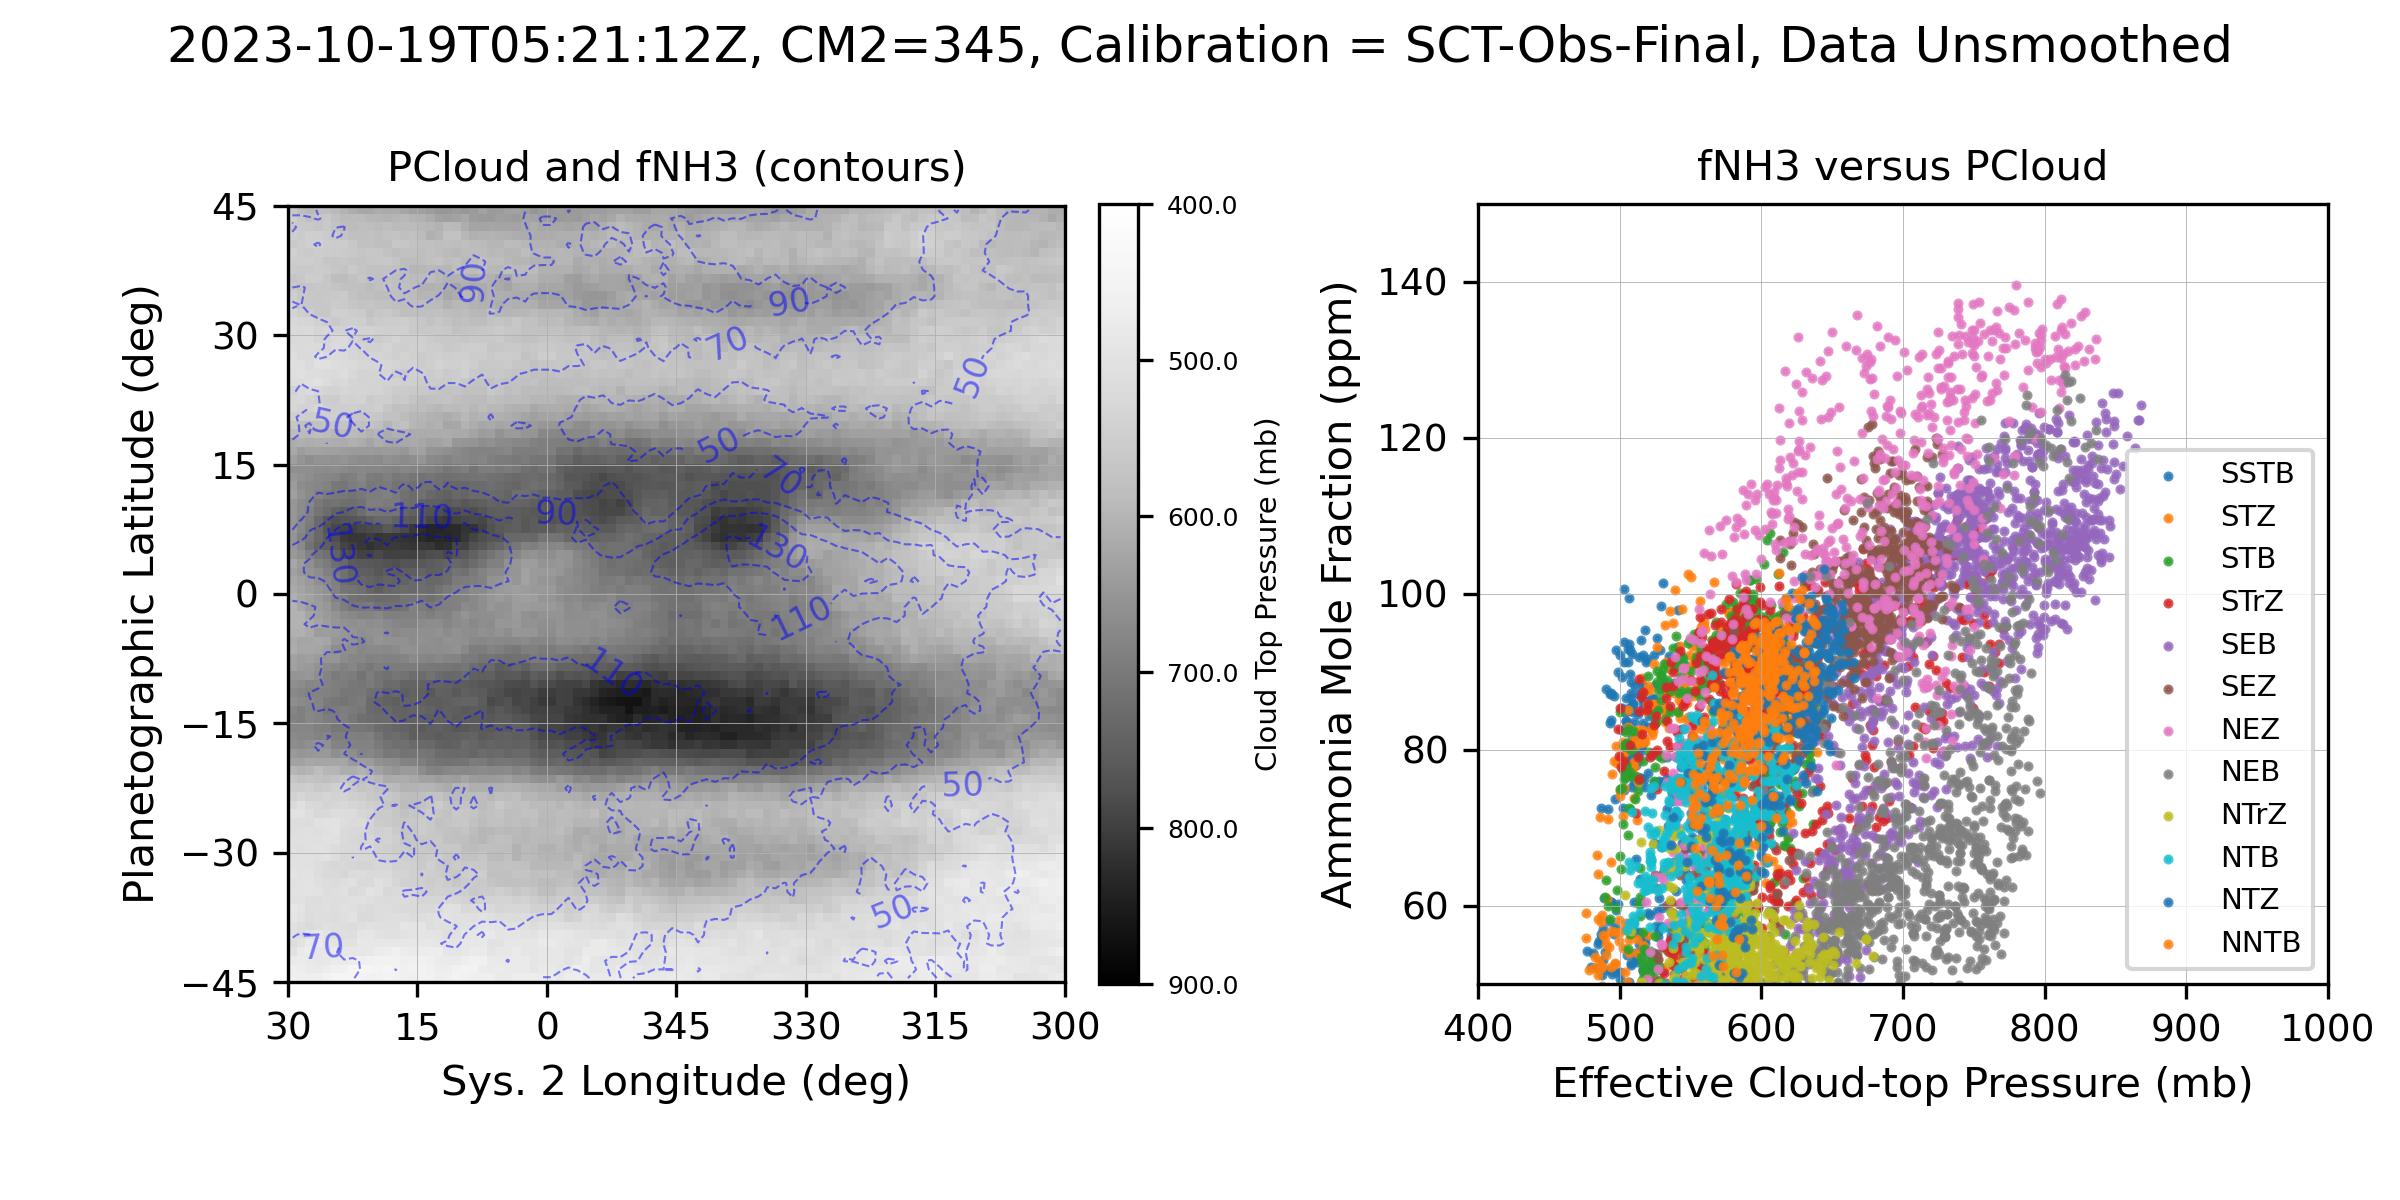 2023-10-19T05:21:12Z, CM2=345, Calibration = SCT-Obs-Final, Data Unsmoothed
PCloud and fNH3 (contours)
45
30
15
0
−15
−30
−45
Planetographic Latitude (deg)
30
15
0
345
330
315
300
Sys. 2 Longitude (deg)
90
90
70
50
50
50
70
110
90
130
130
110
110
50
50
70
400.0
500.0
600.0
700.0
800.0
900.0
Cloud Top Pressure (mb)
fNH3 versus PCloud
140
120
100
80
60
Ammonia Mole Fraction (ppm)
400
500
600
700
800
900
1000
Effective Cloud-top Pressure (mb)
SSTB
STZ
STB
STrZ
SEB
SEZ
NEZ
NEB
NTrZ
NTB
NTZ
NNTB